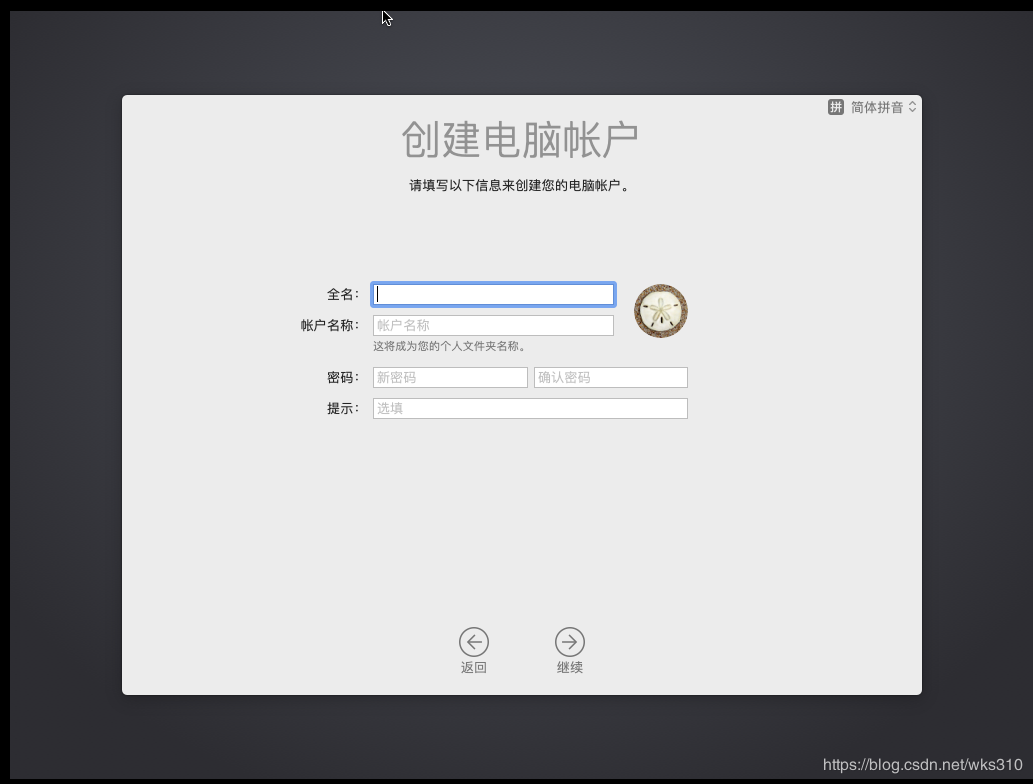 拼 简体拼音
创建电脑帐户
请填写以下信息来创建您的电脑帐户。
全名：
帐户名称： 帐户名称
这将成为您的个人文件夹名称。
密码： 新密码 确认密码
提示： 选填
返回 继续
https://blog.csdn.net/wks310